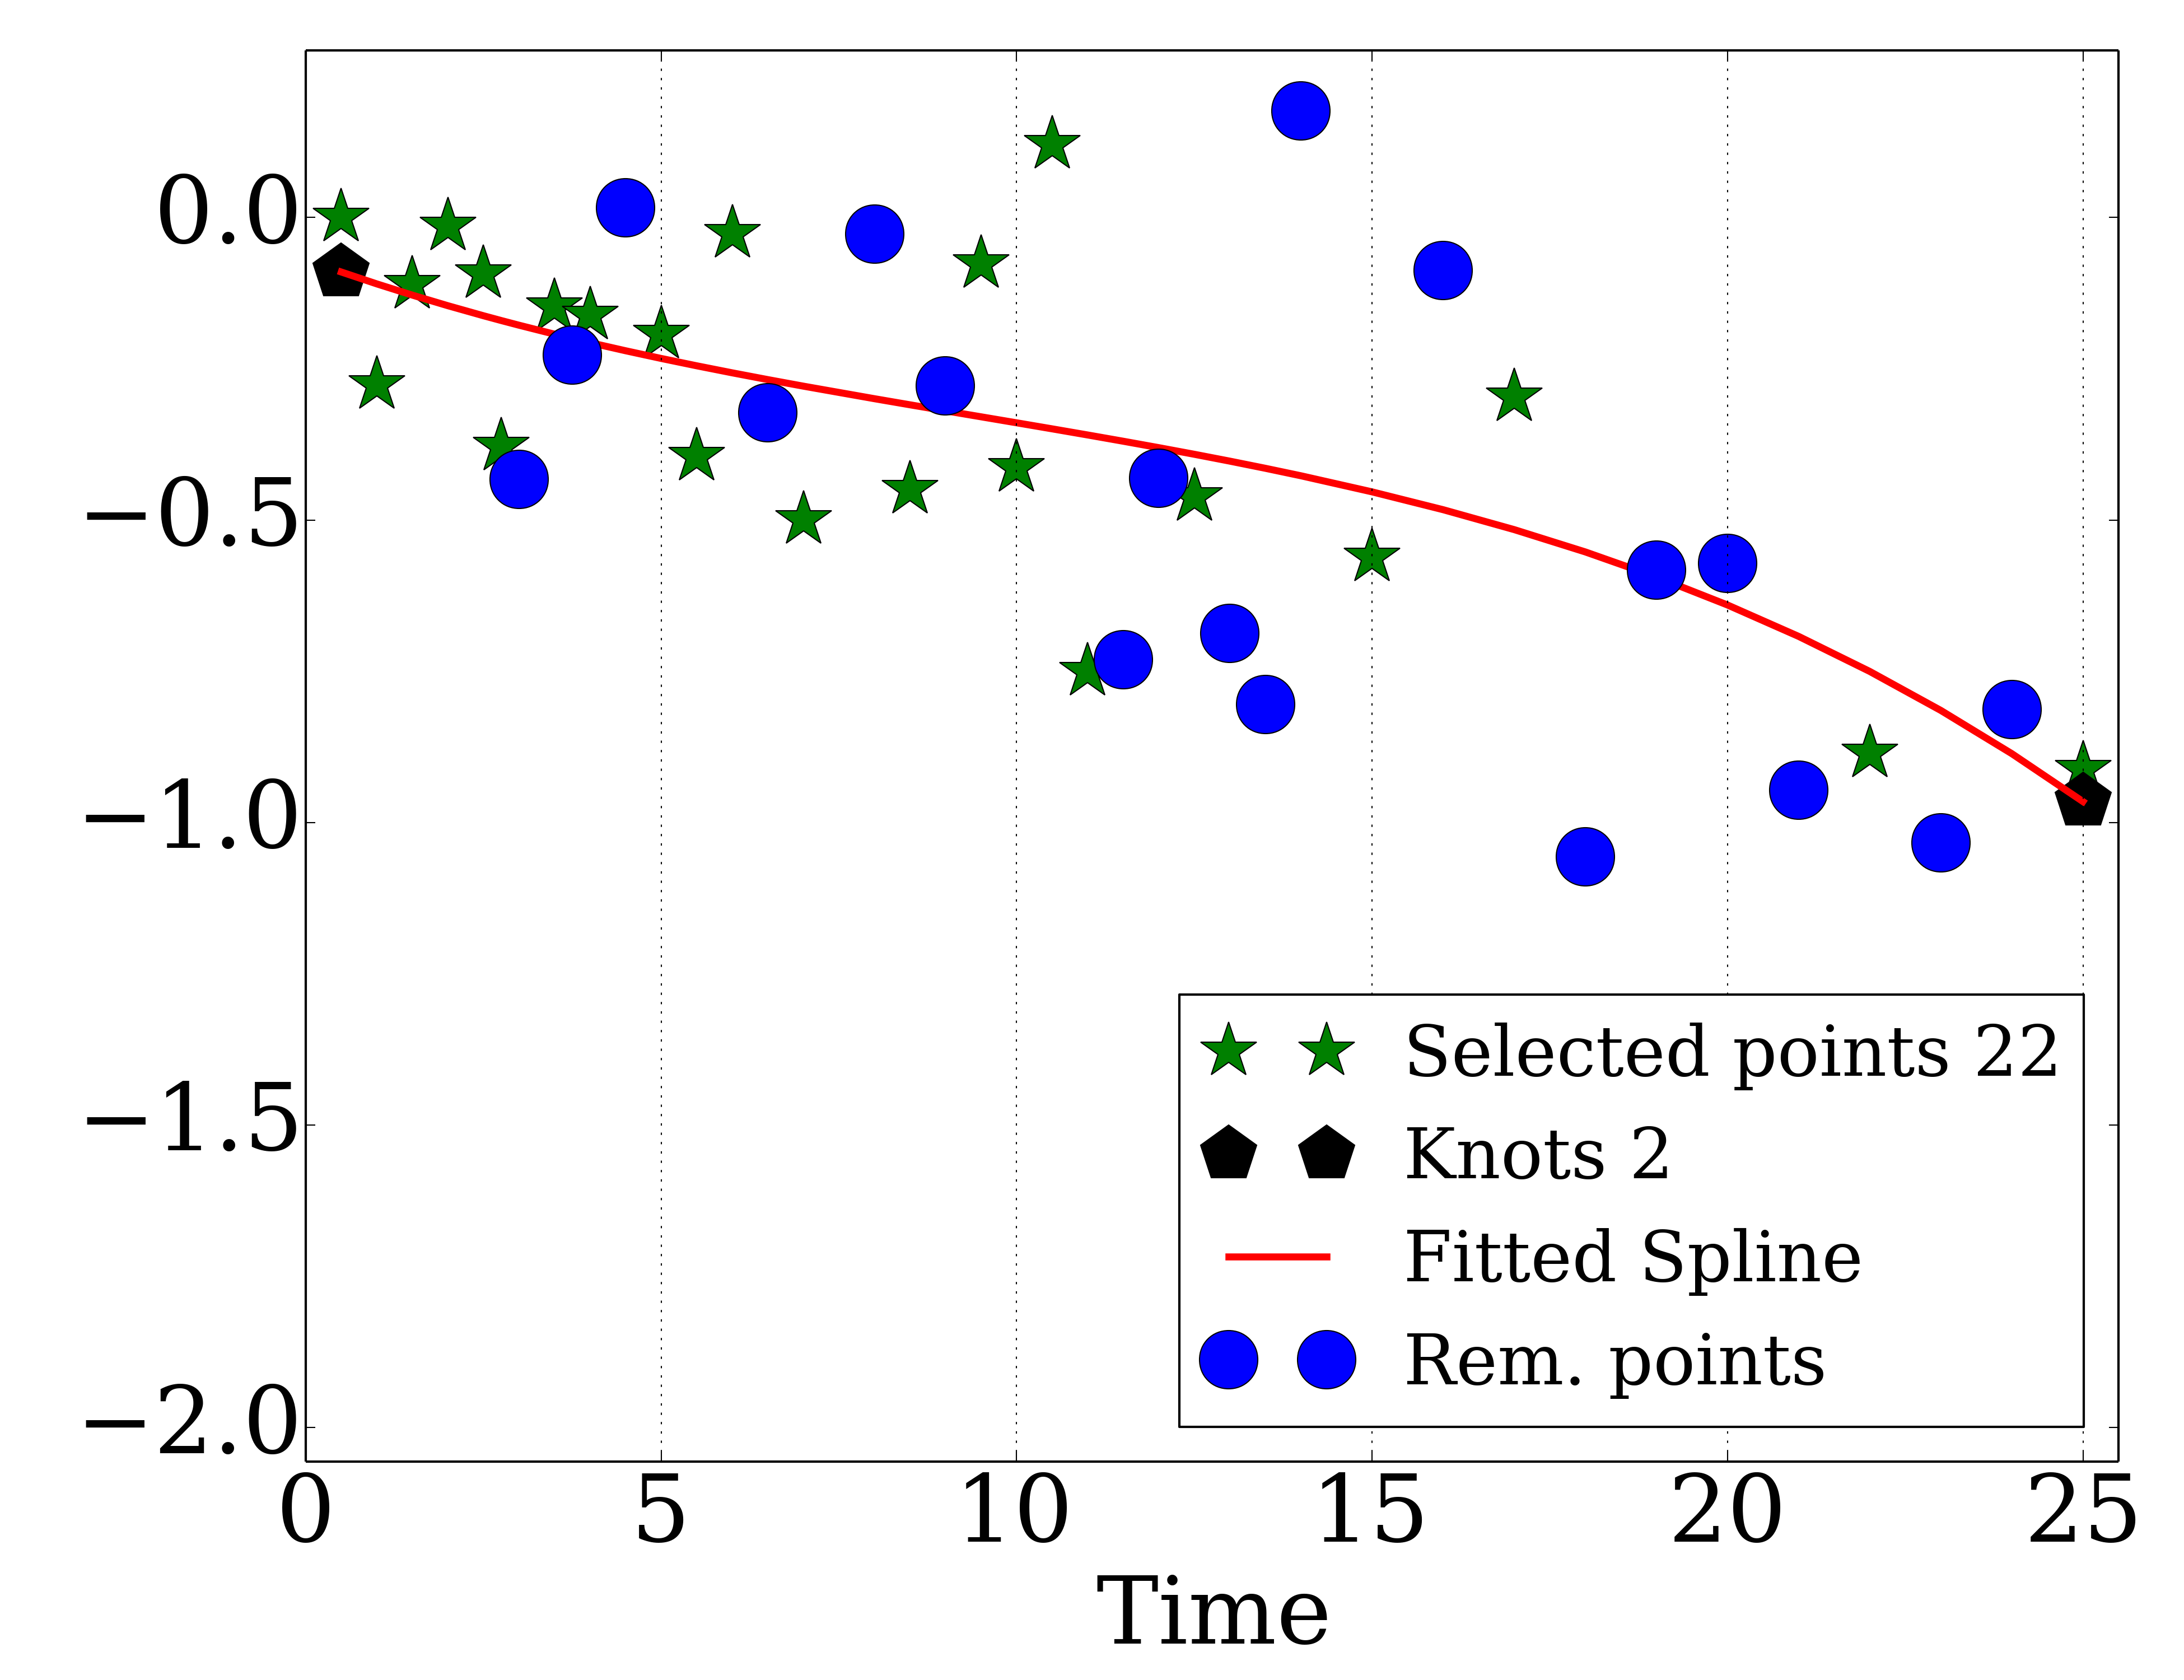 0.0
−0.5
−1.0
−1.5
−2.0
0 5 10 15 20 25
Time
Selected points 22
Knots 2
Fitted Spline
Rem. points